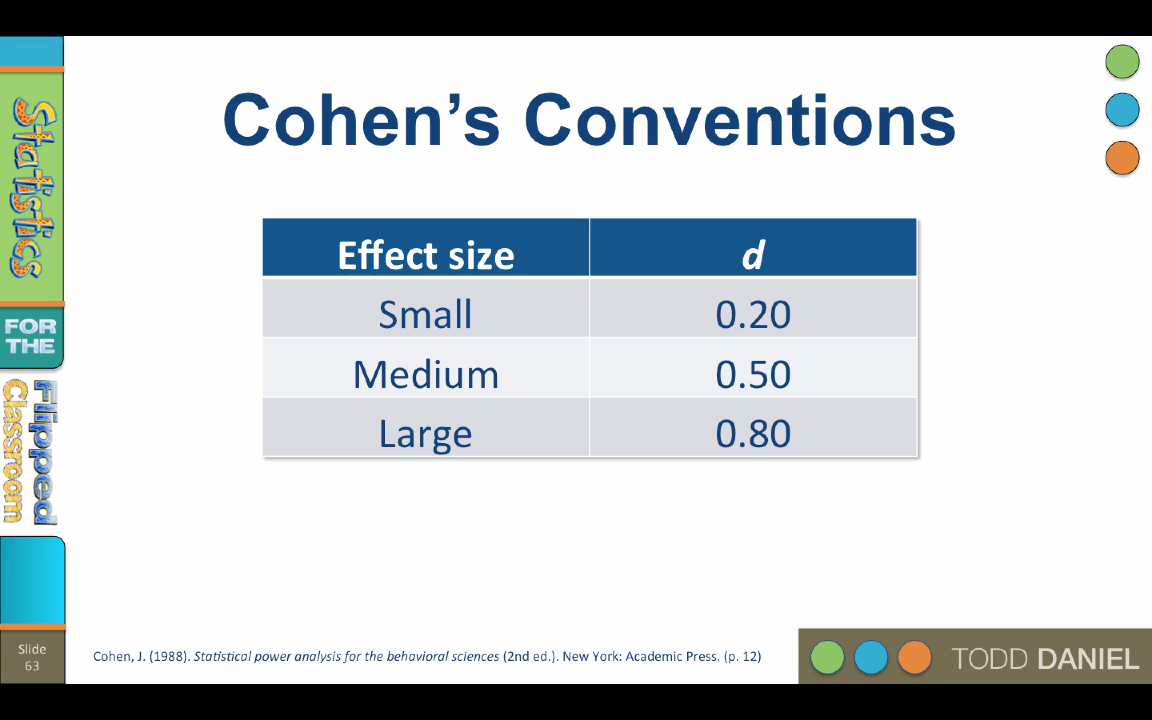 Cohen’s Conventions
Effect size d
Small 0.20
Medium 0.50
Large 0.80
Statistics
FOR
THE
Flipped
Classroom
Slide
63
Cohen, J. (1988). Statistical power analysis for the behavioral sciences (2nd ed.). New York: Academic Press. (p. 12)
TODD DANIEL